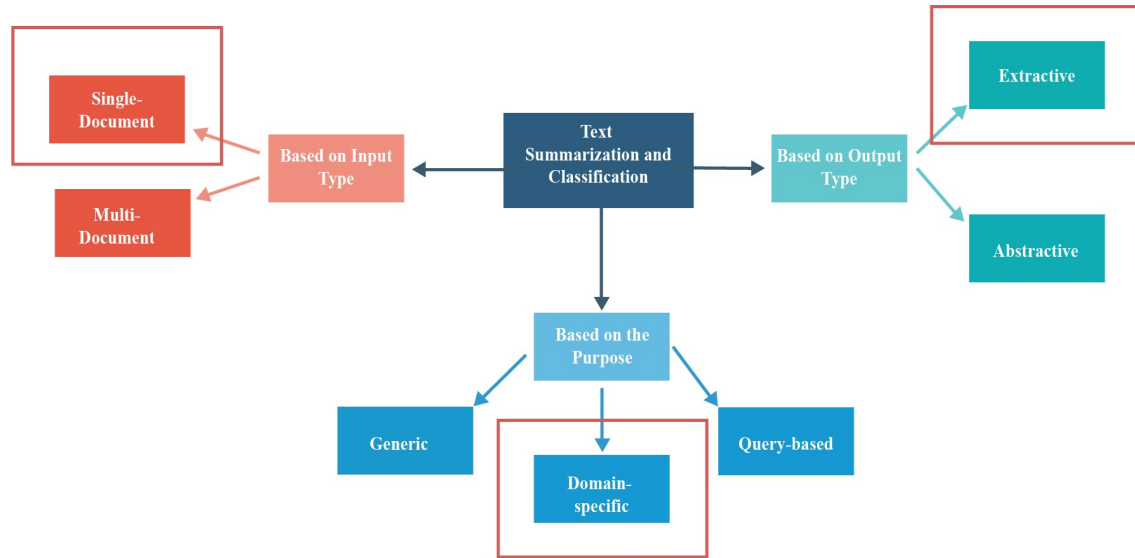 Single-
Document
Extractive
Text
Summarization and
Classification
Based on Input
Type
Based on Output
Type
Multi-
Document
Abstractive
Based on the
Purpose
Generic
Query-based
Domain-
specific